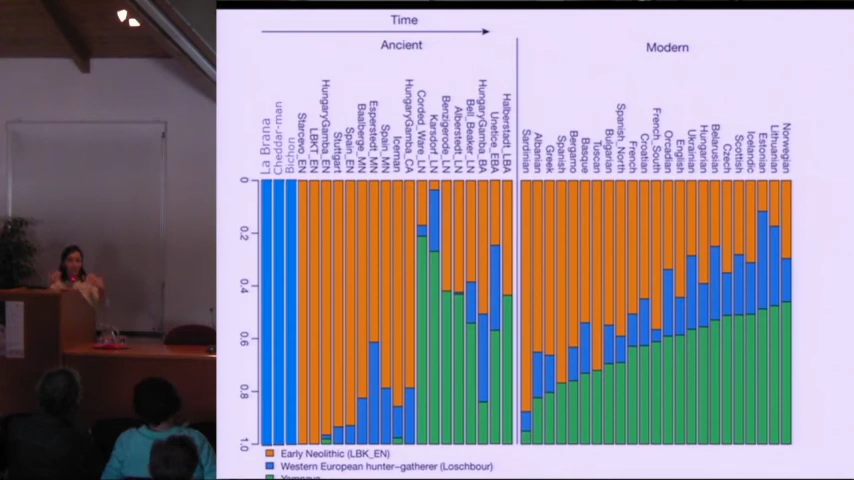 Time
Ancient
Modern
La Brana
Cheddar-man
Bichon
Starcevo_EN
LBKT_EN
HungaryGamba_EN
Stuttgart
Spain_EN
Baalberge_MN
Esperstedt_MN
Spain_MN
Iceman
HungaryGamba_CA
Corded_Ware_LN
Karsdorf_LN
Benzigerode_LN
Alberstedt_LN
Bell_Beaker_LN
HungaryGamba_BA
Unetice_EBA
Halberstadt_LBA
Sardinian
Albanian
Greek
Spanish
Bergamo
Basque
Tuscan
Bulgarian
Spanish_North
French
Croatian
French_South
Orcadian
English
Ukrainian
Hungarian
Belarusian
Czech
Scottish
Icelandic
Estonian
Lithuanian
Norwegian
0
0.2
0.4
0.6
0.8
1.0
Early Neolithic (LBK_EN)
Western European hunter-gatherer (Loschbour)